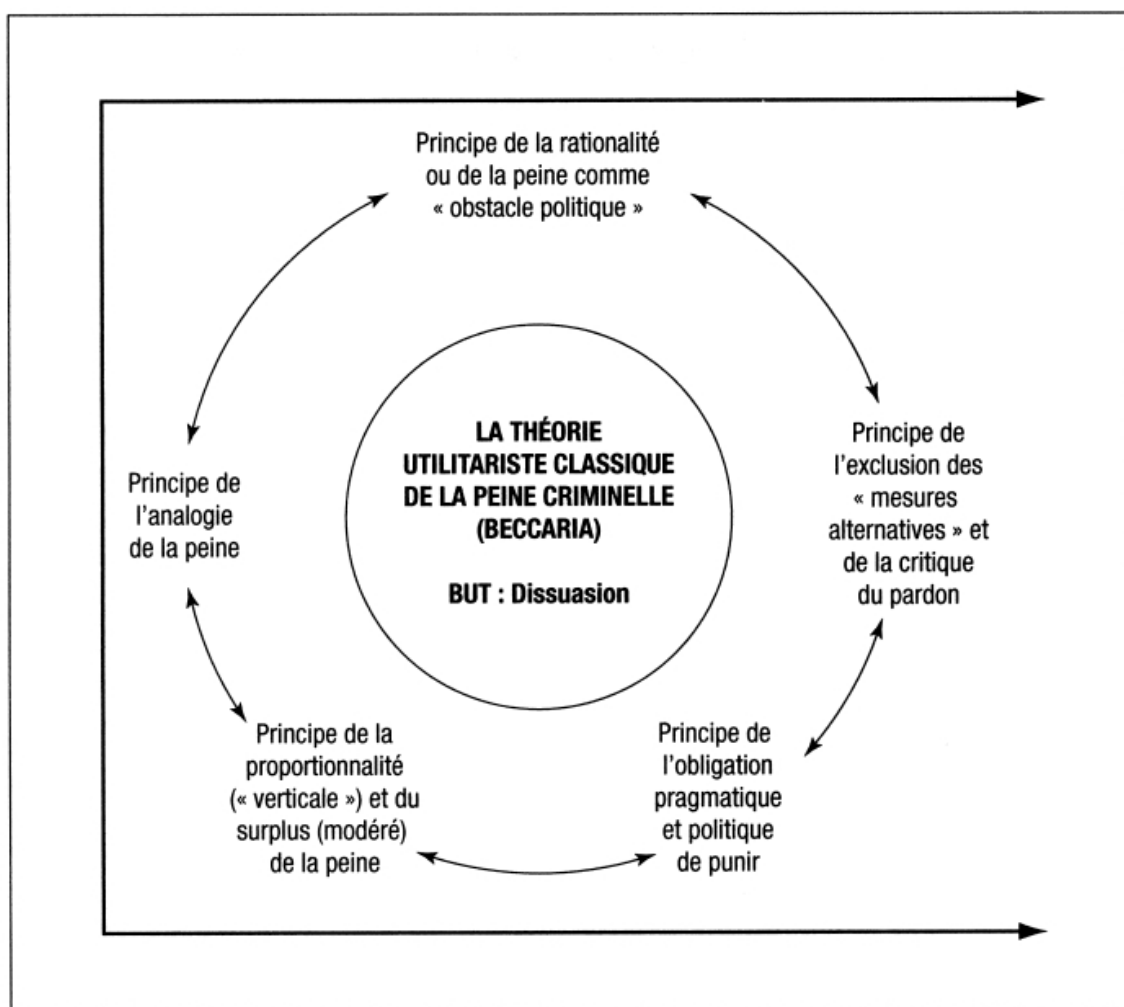 Principe de la rationalité
ou de la peine comme
« obstacle politique »
LA THÉORIE
UTILITARISTE CLASSIQUE
DE LA PEINE CRIMINELLE
(BECCARIA)
BUT : Dissuasion
Principe de
l'exclusion des
« mesures
alternatives » et
de la critique
du pardon
Principe de
l'obligation
pragmatique
et politique
de punir
Principe de la
proportionnalité
(« verticale ») et du
surplus (modéré)
de la peine
Principe de
l'analogie
de la peine